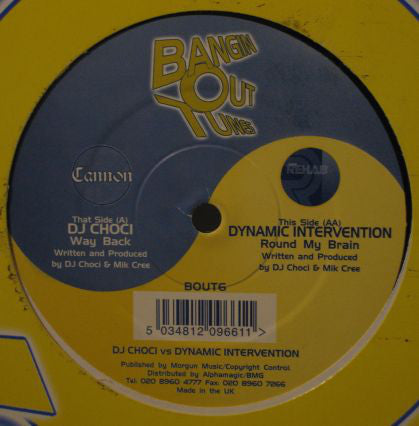 BANGIN
OUT
TUNES
Cannon
REHAB
That Side (A)
DJ CHOCI
Way Back
Written and Produced
by DJ Choci & Mik Cree
This Side (AA)
DYNAMIC INTERVENTION
Round My Brain
Written and Produced
by DJ Choci & Mik Cree
BOUT6
5 034812 096611 >
DJ CHOCI vs DYNAMIC INTERVENTION
Published by Morgun Music/Copyright Control
Distributed by Alphamagic/BMG
Tel: 020 8960 4777 Fax: 020 8960 7266
Made in the UK